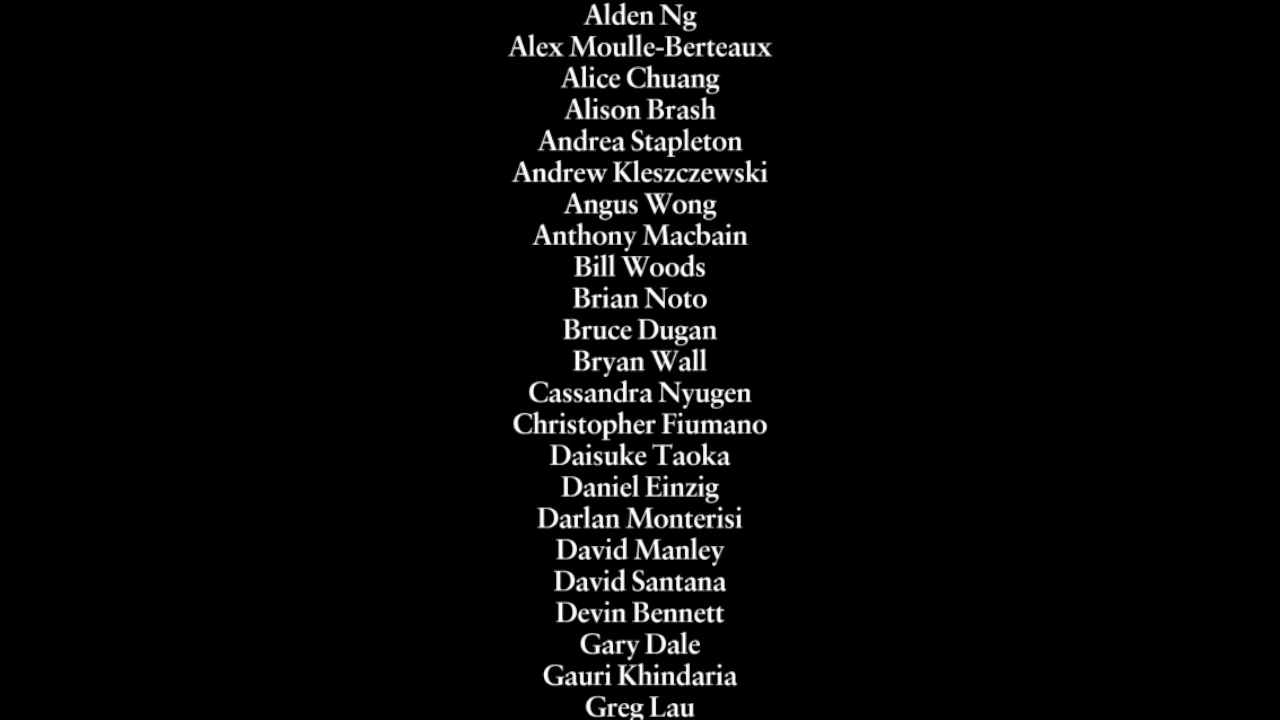 Alden Ng
Alex Moulle-Berteaux
Alice Chuang
Alison Brash
Andrea Stapleton
Andrew Kleszczewski
Angus Wong
Anthony Macbain
Bill Woods
Brian Noto
Bruce Dugan
Bryan Wall
Cassandra Nyugen
Christopher Fiumano
Daisuke Taoka
Daniel Einzig
Darlan Monterisi
David Manley
David Santana
Devin Bennett
Gary Dale
Gauri Khindaria
Greg Lau